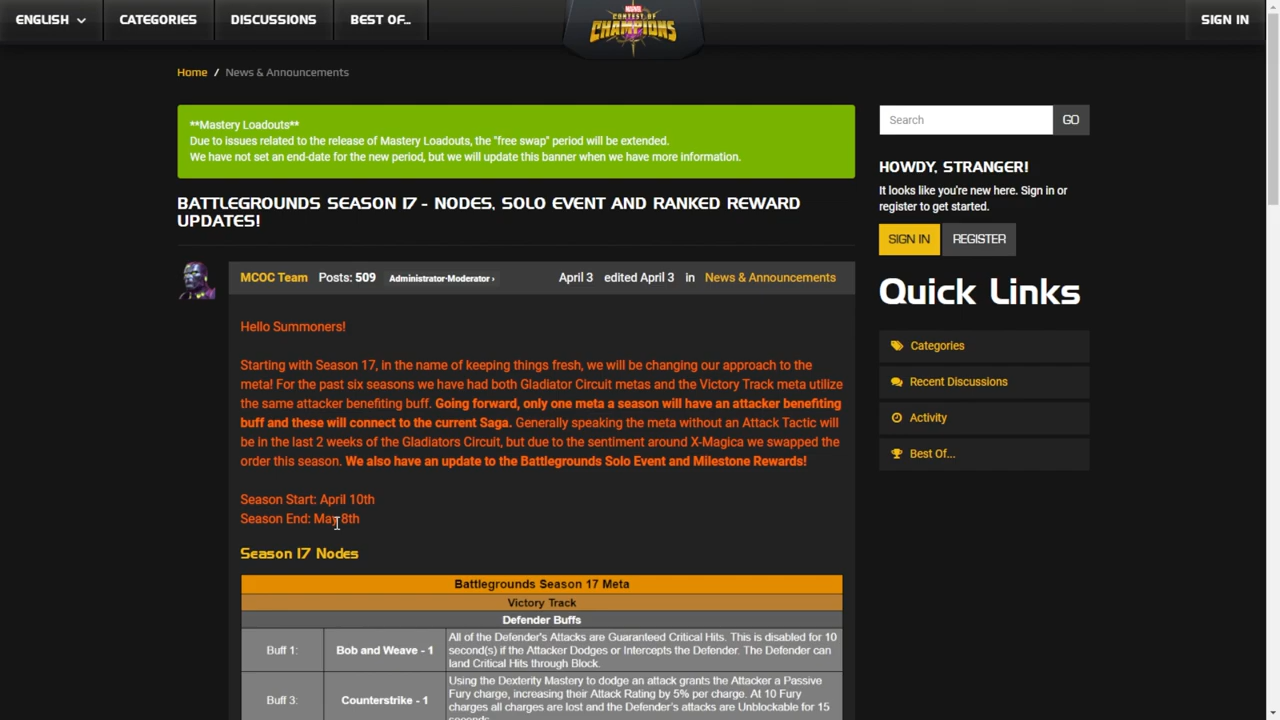 ENGLISH
CATEGORIES
DISCUSSIONS
BEST OF...
MARVEL
CONTEST OF
CHAMPIONS
SIGN IN
Home / News & Announcements
**Mastery Loadouts**
Due to issues related to the release of Mastery Loadouts, the "free swap" period will be extended.
We have not set an end-date for the new period, but we will update this banner when we have more information.
BATTLEGROUNDS SEASON 17 - NODES, SOLO EVENT AND RANKED REWARD
UPDATES!
MCOC Team Posts: 509 Administrator-Moderator › April 3 edited April 3 in News & Announcements
Hello Summoners!
Starting with Season 17, in the name of keeping things fresh, we will be changing our approach to the
meta! For the past six seasons we have had both Gladiator Circuit metas and the Victory Track meta utilize
the same attacker benefiting buff. Going forward, only one meta a season will have an attacker benefiting
buff and these will connect to the current Saga. Generally speaking the meta without an Attack Tactic will
be in the last 2 weeks of the Gladiators Circuit, but due to the sentiment around X-Magica we swapped the
order this season. We also have an update to the Battlegrounds Solo Event and Milestone Rewards!
Season Start: April 10th
Season End: May 8th
Season 17 Nodes
Battlegrounds Season 17 Meta
Victory Track
Defender Buffs
Buff 1:
Bob and Weave - 1
All of the Defender's Attacks are Guaranteed Critical Hits. This is disabled for 10
second(s) if the Attacker Dodges or Intercepts the Defender. The Defender can
land Critical Hits through Block.
Buff 3:
Counterstrike - 1
Using the Dexterity Mastery to dodge an attack grants the Attacker a Passive
Fury charge, increasing their Attack Rating by 5% per charge. At 10 Fury
charges all charges are lost and the Defender's attacks are Unblockable for 15
seconds.
Search
GO
HOWDY, STRANGER!
It looks like you're new here. Sign in or
register to get started.
SIGN IN
REGISTER
Quick Links
Categories
Recent Discussions
Activity
Best Of...